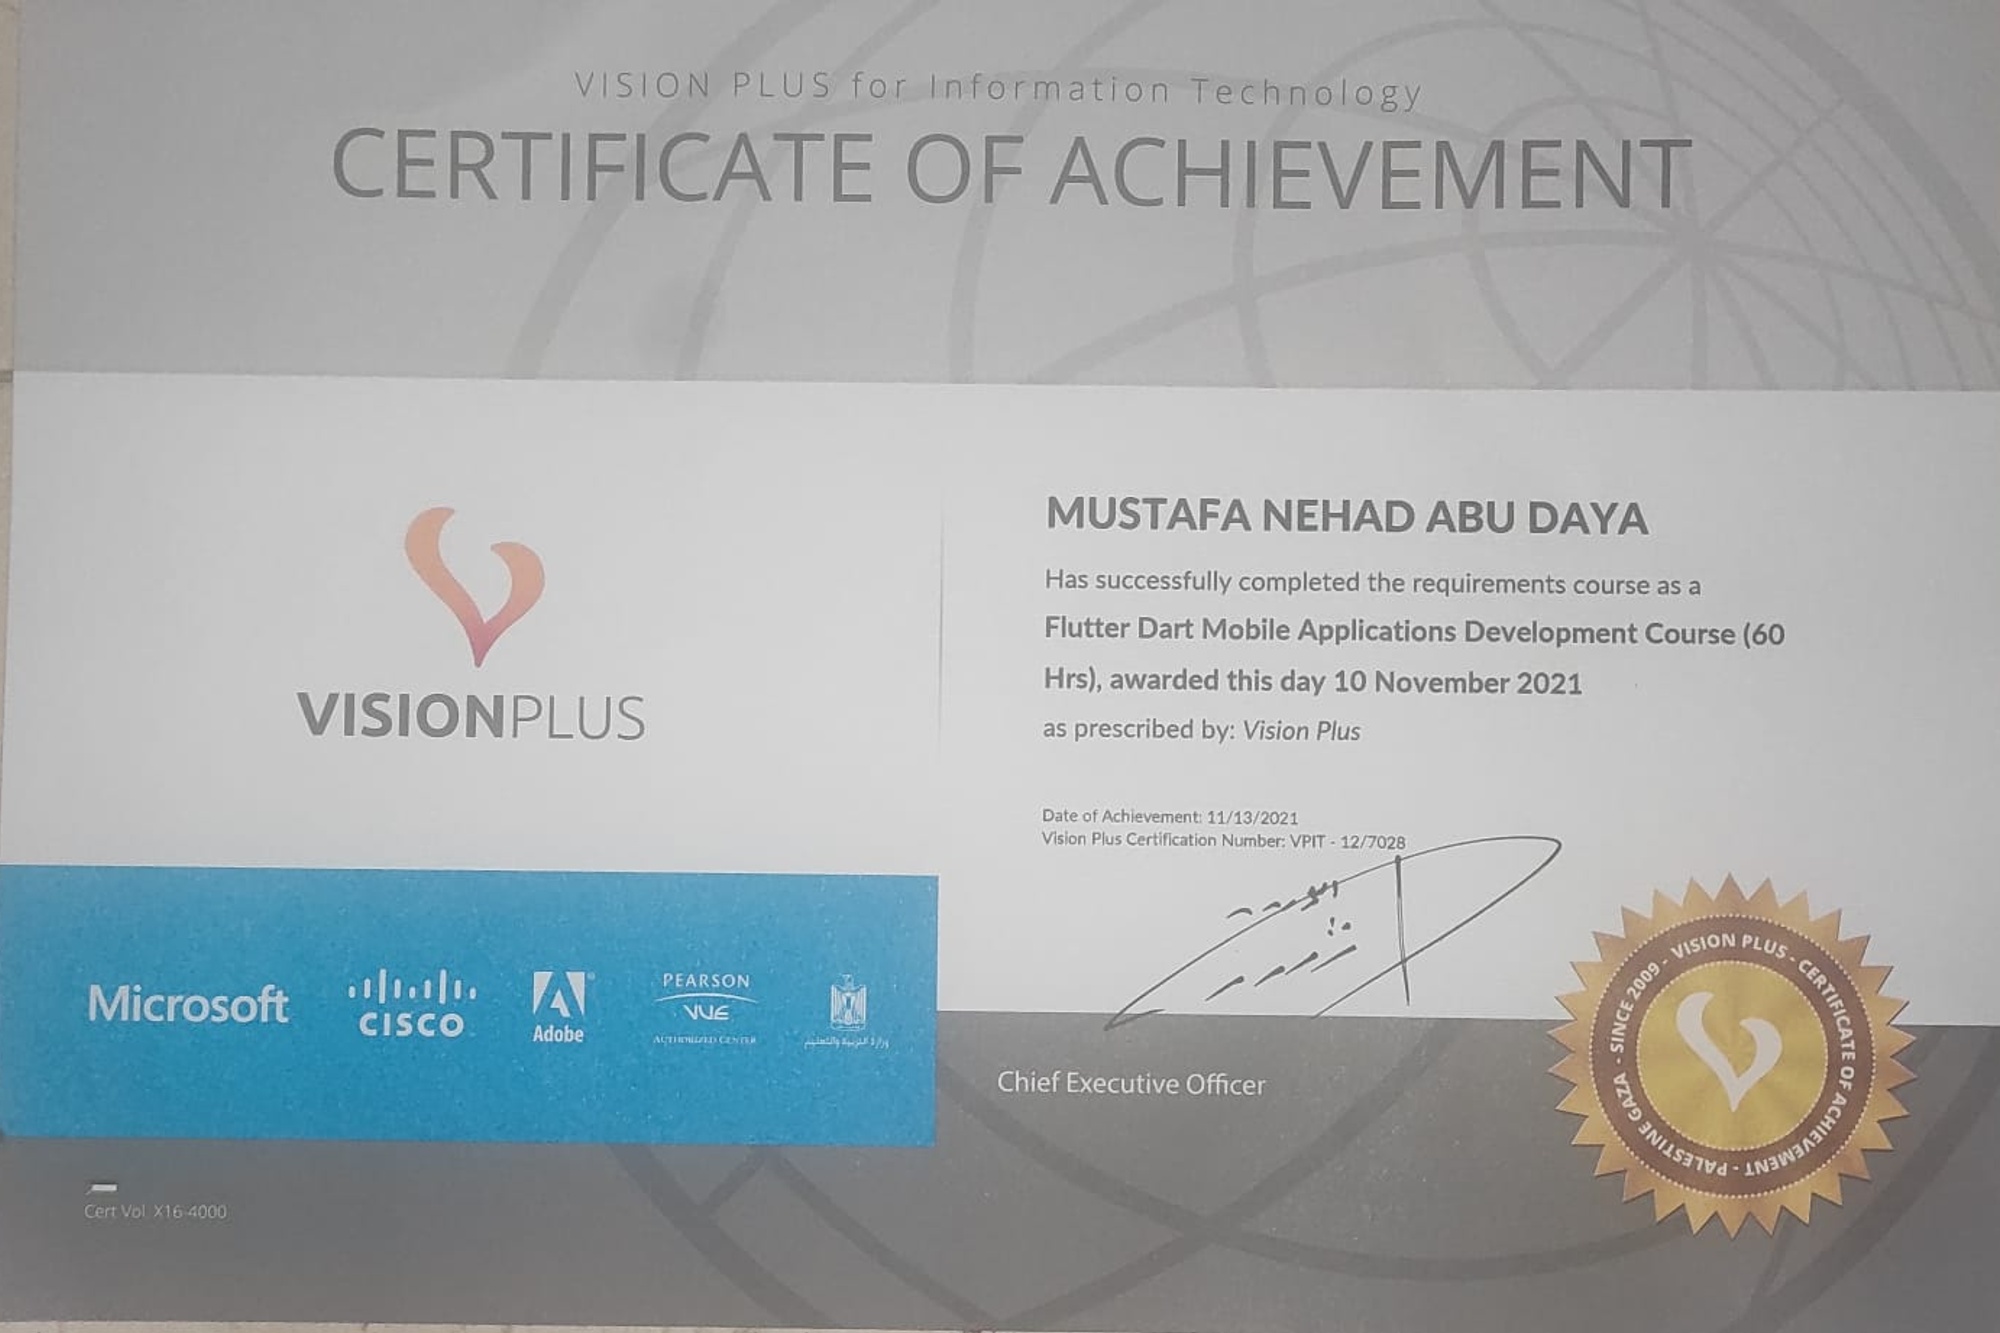 VISION PLUS for Information Technology
CERTIFICATE OF ACHIEVEMENT
VISIONPLUS
MUSTAFA NEHAD ABU DAYA
Has successfully completed the requirements course as a
Flutter Dart Mobile Applications Development Course (60
Hrs), awarded this day 10 November 2021
as prescribed by: Vision Plus
Date of Achievement: 11/13/2021
Vision Plus Certification Number: VPIT - 12/7028
Microsoft
CISCO
Adobe
PEARSON
VUE
AUTHORIZED CENTER
وزارة التربية والتعليم
Chief Executive Officer
SINCE 2009 - VISION PLUS - CERTIFICATE OF ACHIEVEMENT - PALESTINE GAZA -
Cert Vol X16-4000